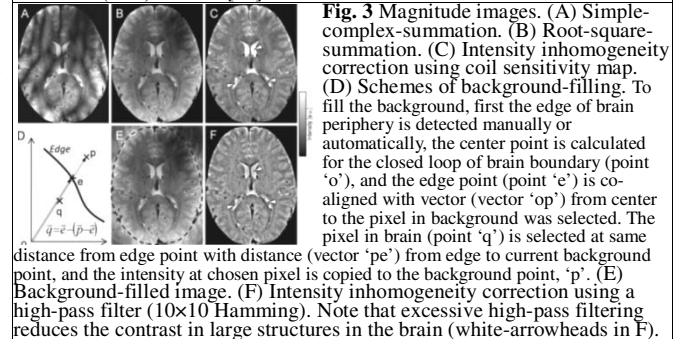 A
B
C
Fig. 3 Magnitude images. (A) Simple-
complex-summation. (B) Root-square-
summation. (C) Intensity inhomogeneity
correction using coil sensitivity map.
(D) Schemes of background-filling. To
fill the background, first the edge of brain
periphery is detected manually or
automatically, the center point is calculated
for the closed loop of brain boundary (point
‘o’), and the edge point (point ‘e’) is co-
aligned with vector (vector ‘op’) from center
to the pixel in background was selected. The
pixel in brain (point ‘q’) is selected at same
D
Edge
p
e
q
q⃗ = e⃗ − (p⃗ − e⃗)
E
F
distance from edge point with distance (vector ‘pe’) from edge to current background
point, and the intensity at chosen pixel is copied to the background point, ‘p’. (E)
Background-filled image. (F) Intensity inhomogeneity correction using a
high-pass filter (10×10 Hamming). Note that excessive high-pass filtering
reduces the contrast in large structures in the brain (white-arrowheads in F).